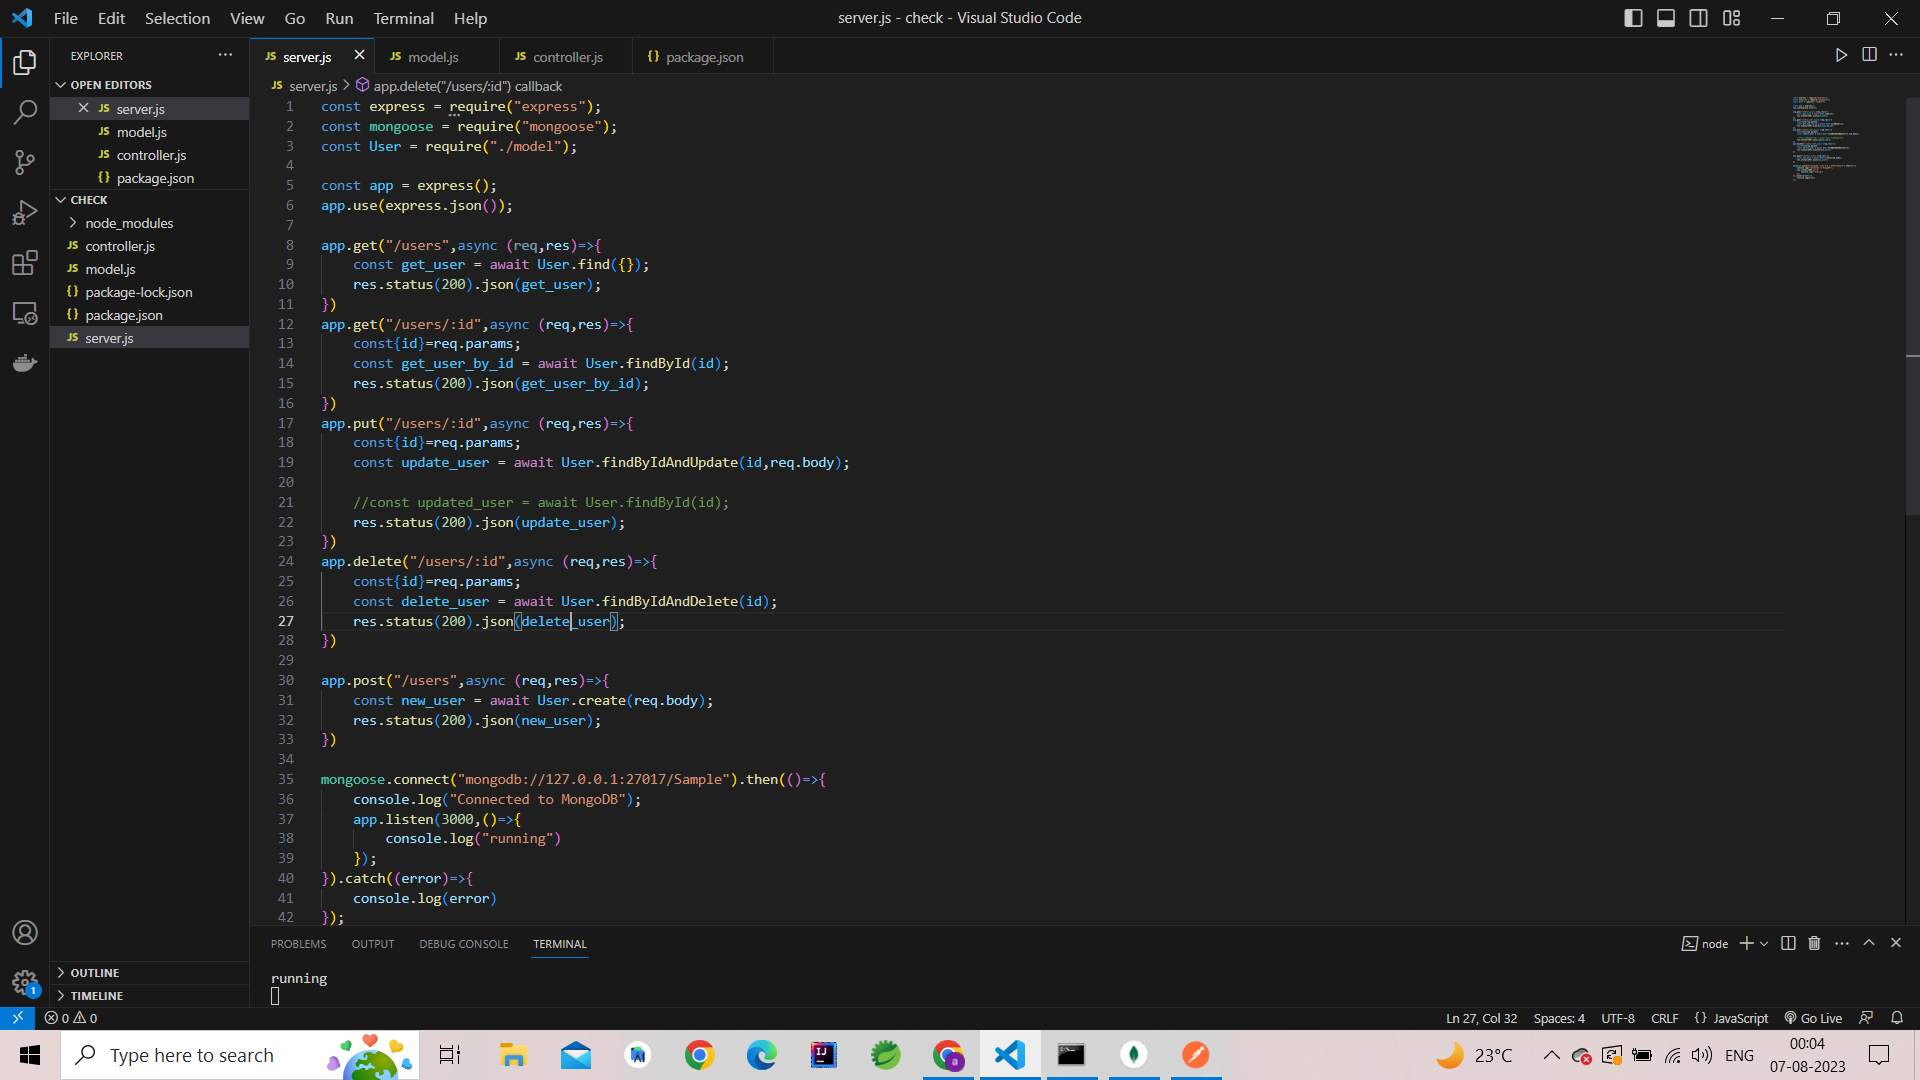 File Edit Selection View Go Run Terminal Help
server.js - check - Visual Studio Code
EXPLORER
OPEN EDITORS
JS server.js
JS model.js
JS controller.js
{} package.json
CHECK
node_modules
JS controller.js
JS model.js
{} package-lock.json
{} package.json
JS server.js
OUTLINE
TIMELINE
JS server.js
JS model.js
JS controller.js
{} package.json
JS server.js > app.delete("/users/:id") callback
1 const express = require("express");
2 const mongoose = require("mongoose");
3 const User = require("./model");
4
5 const app = express();
6 app.use(express.json());
7
8 app.get("/users",async (req,res)=>{
9 const get_user = await User.find({});
10 res.status(200).json(get_user);
11 })
12 app.get("/users/:id",async (req,res)=>{
13 const{id}=req.params;
14 const get_user_by_id = await User.findById(id);
15 res.status(200).json(get_user_by_id);
16 })
17 app.put("/users/:id",async (req,res)=>{
18 const{id}=req.params;
19 const update_user = await User.findByIdAndUpdate(id,req.body);
20
21 //const updated_user = await User.findById(id);
22 res.status(200).json(update_user);
23 })
24 app.delete("/users/:id",async (req,res)=>{
25 const{id}=req.params;
26 const delete_user = await User.findByIdAndDelete(id);
27 res.status(200).json(delete_user);
28 })
29
30 app.post("/users",async (req,res)=>{
31 const new_user = await User.create(req.body);
32 res.status(200).json(new_user);
33 })
34
35 mongoose.connect("mongodb://127.0.0.1:27017/Sample").then(()=>{
36 console.log("Connected to MongoDB");
37 app.listen(3000,()=>{
38 console.log("running")
39 });
40 }).catch((error)=>{
41 console.log(error)
42 });
PROBLEMS OUTPUT DEBUG CONSOLE TERMINAL
node
running
1
0 0
Ln 27, Col 32 Spaces: 4 UTF-8 CRLF {} JavaScript Go Live
Type here to search
IJ
a
23°C
ENG
00:04
07-08-2023